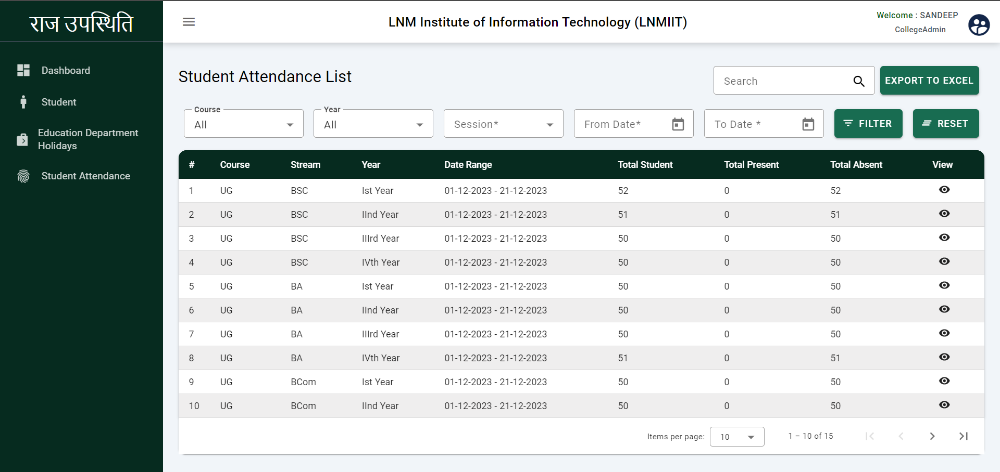 राज उपस्थिति
LNM Institute of Information Technology (LNMIIT)
Welcome : SANDEEP
CollegeAdmin
Dashboard
Student
Education Department
Holidays
Student Attendance
Student Attendance List
Search
EXPORT TO EXCEL
Course
All
Year
All
Session*
From Date*
To Date *
FILTER
RESET
# Course Stream Year Date Range Total Student Total Present Total Absent View
1 UG BSC Ist Year 01-12-2023 - 21-12-2023 52 0 52
2 UG BSC IInd Year 01-12-2023 - 21-12-2023 51 0 51
3 UG BSC IIIrd Year 01-12-2023 - 21-12-2023 50 0 50
4 UG BSC IVth Year 01-12-2023 - 21-12-2023 50 0 50
5 UG BA Ist Year 01-12-2023 - 21-12-2023 50 0 50
6 UG BA IInd Year 01-12-2023 - 21-12-2023 50 0 50
7 UG BA IIIrd Year 01-12-2023 - 21-12-2023 50 0 50
8 UG BA IVth Year 01-12-2023 - 21-12-2023 51 0 51
9 UG BCom Ist Year 01-12-2023 - 21-12-2023 50 0 50
10 UG BCom IInd Year 01-12-2023 - 21-12-2023 50 0 50
Items per page: 10 1 – 10 of 15